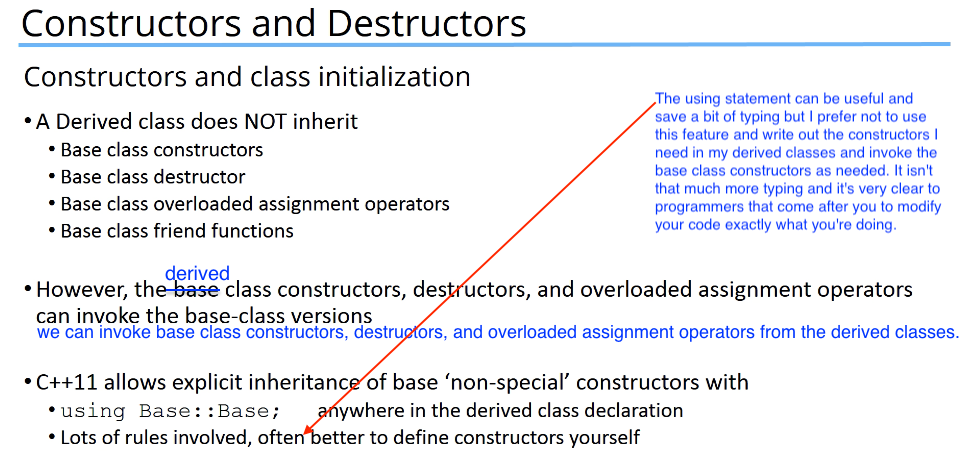 Constructors and Destructors
Constructors and class initialization
• A Derived class does NOT inherit
• Base class constructors
• Base class destructor
• Base class overloaded assignment operators
• Base class friend functions
The using statement can be useful and
save a bit of typing but I prefer not to use
this feature and write out the constructors I
need in my derived classes and invoke the
base class constructors as needed. It isn't
that much more typing and it's very clear to
programmers that come after you to modify
your code exactly what you're doing.
derived
• However, the base class constructors, destructors, and overloaded assignment operators
can invoke the base-class versions
we can invoke base class constructors, destructors, and overloaded assignment operators from the derived classes.
• C++11 allows explicit inheritance of base ‘non-special’ constructors with
• using Base::Base; anywhere in the derived class declaration
• Lots of rules involved, often better to define constructors yourself